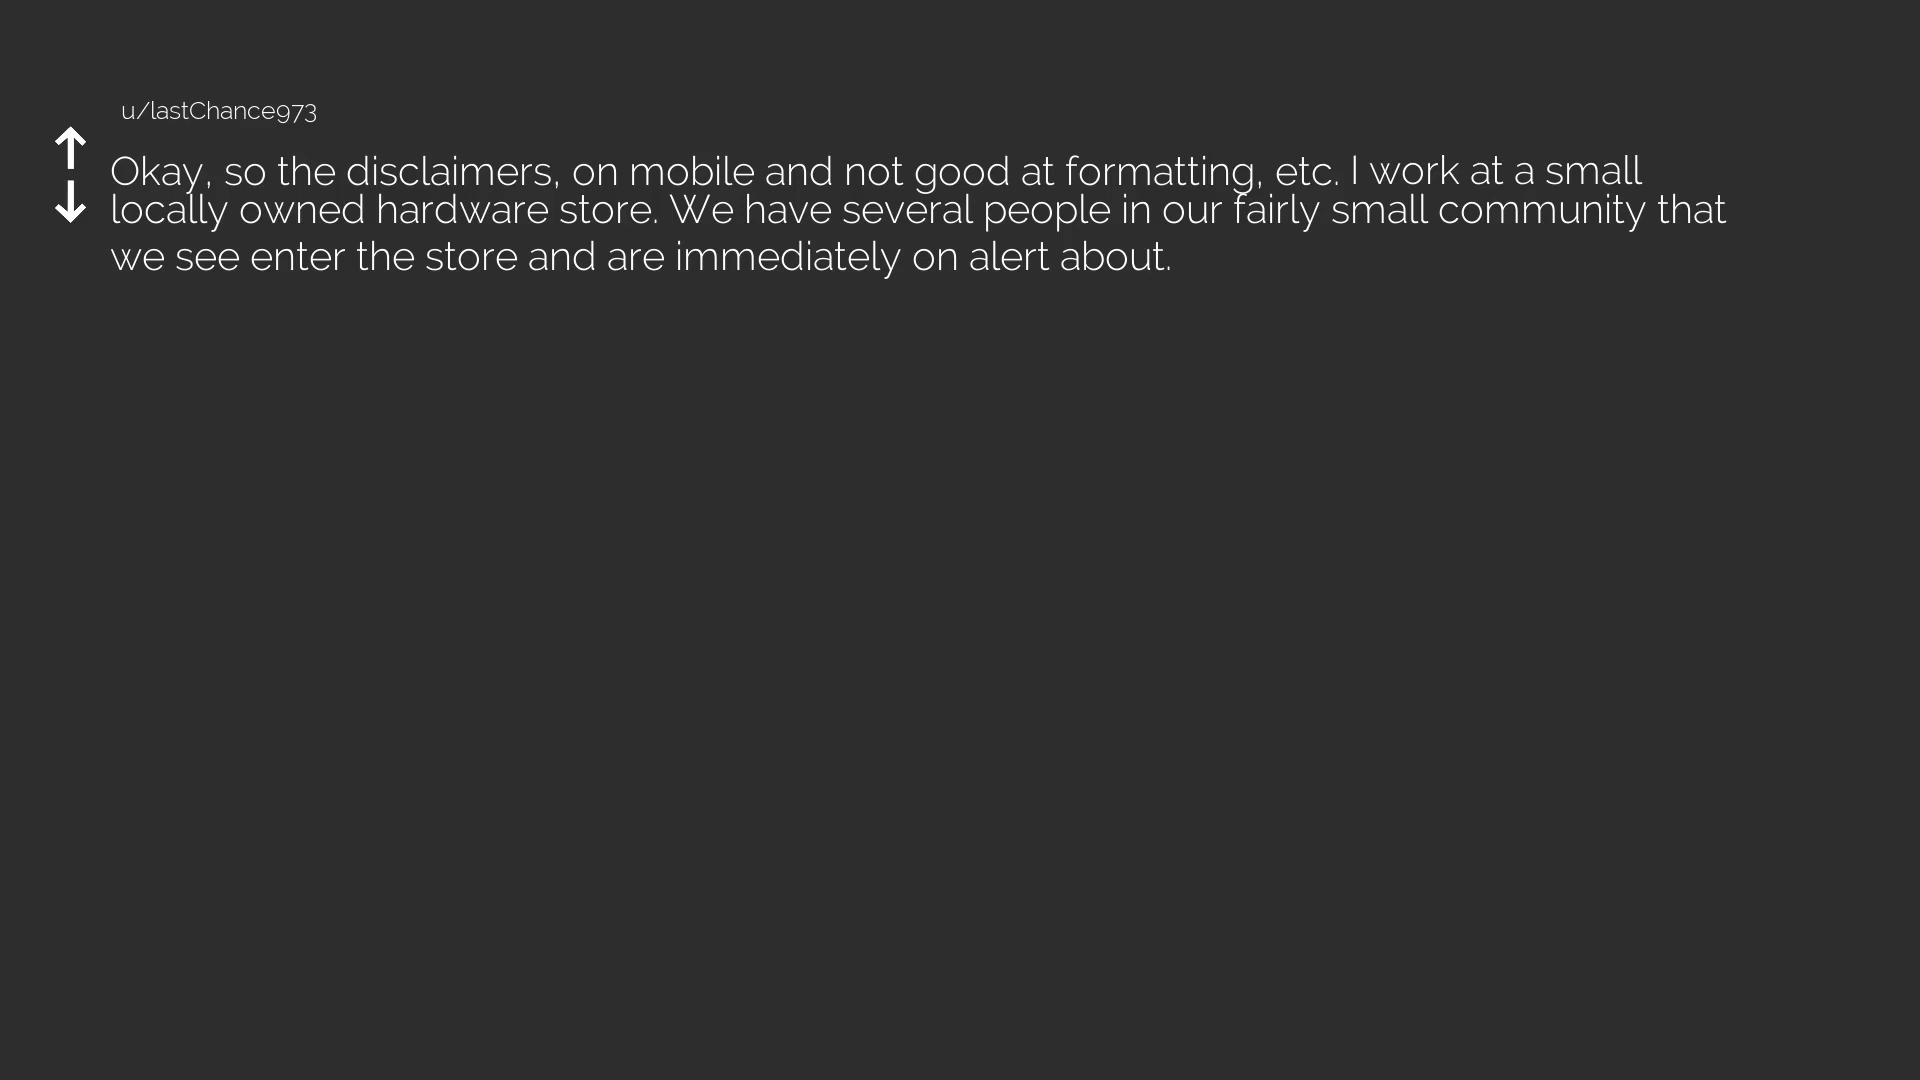 u/lastChance973
Okay, so the disclaimers, on mobile and not good at formatting, etc. I work at a small
locally owned hardware store. We have several people in our fairly small community that
we see enter the store and are immediately on alert about.